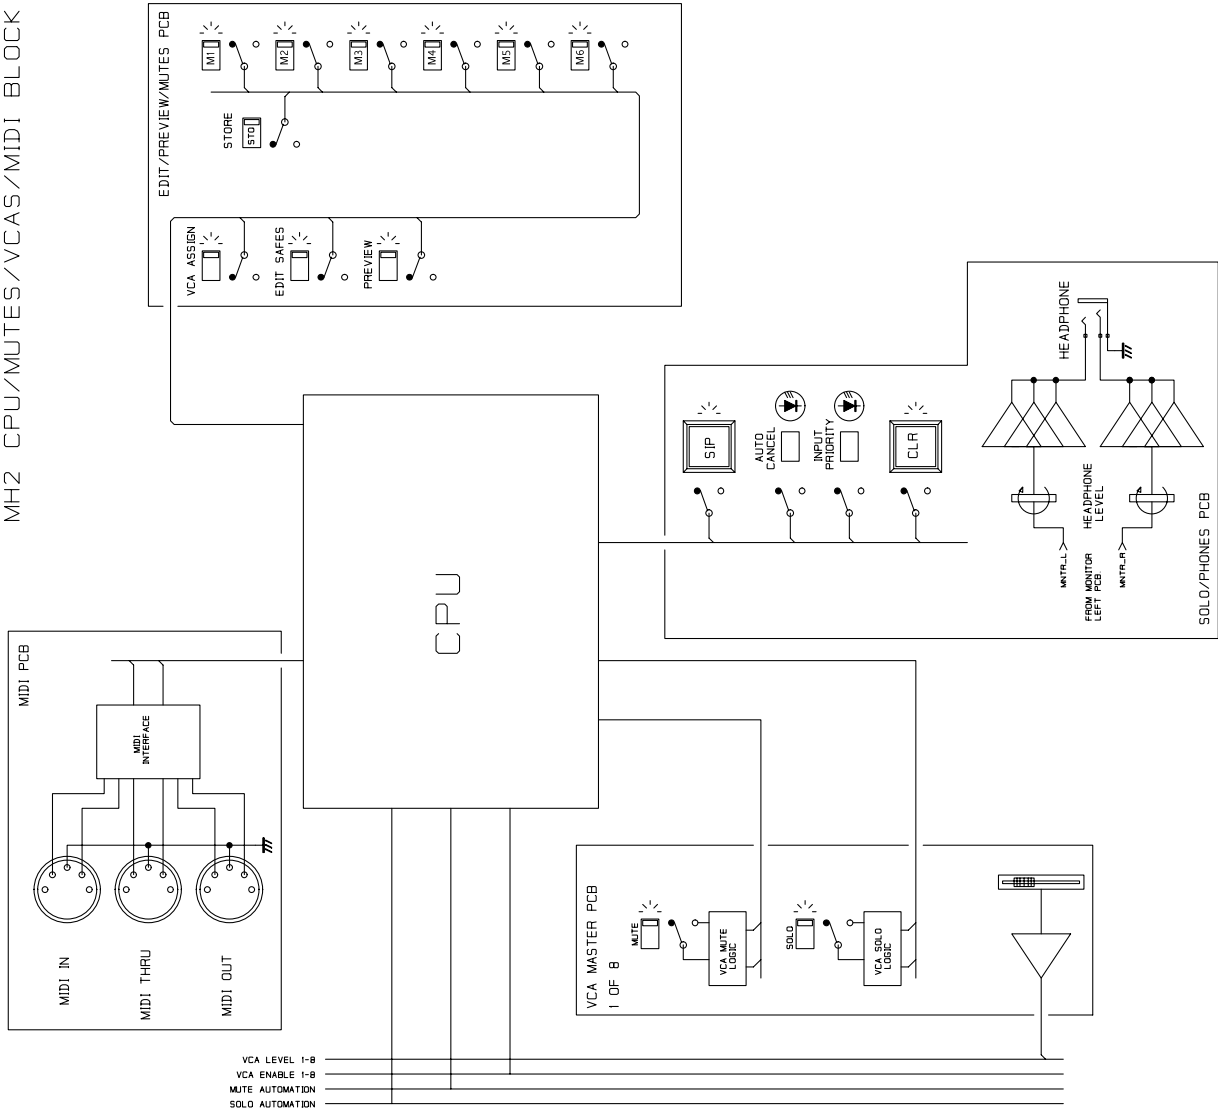 MH2 CPU/MUTES/VCAS/MIDI BLOCK
EDIT/PREVIEW/MUTES PCB
M1
M2
M3
M4
M5
M6
STORE
STO
VCA ASSIGN
EDIT SAFES
PREVIEW
CPU
SIP
AUTO
CANCEL
INPUT
PRIORITY
CLR
HEADPHONE
HEADPHONE
LEVEL
MNTR_L
FROM MONITOR
LEFT PCB.
MNTR_R
SOLO/PHONES PCB
MIDI PCB
MIDI
INTERFACE
MIDI IN
MIDI THRU
MIDI OUT
VCA MASTER PCB
1 OF 8
MUTE
VCA MUTE
LOGIC
SOLO
VCA SOLO
LOGIC
VCA LEVEL 1-8
VCA ENABLE 1-8
MUTE AUTOMATION
SOLO AUTOMATION